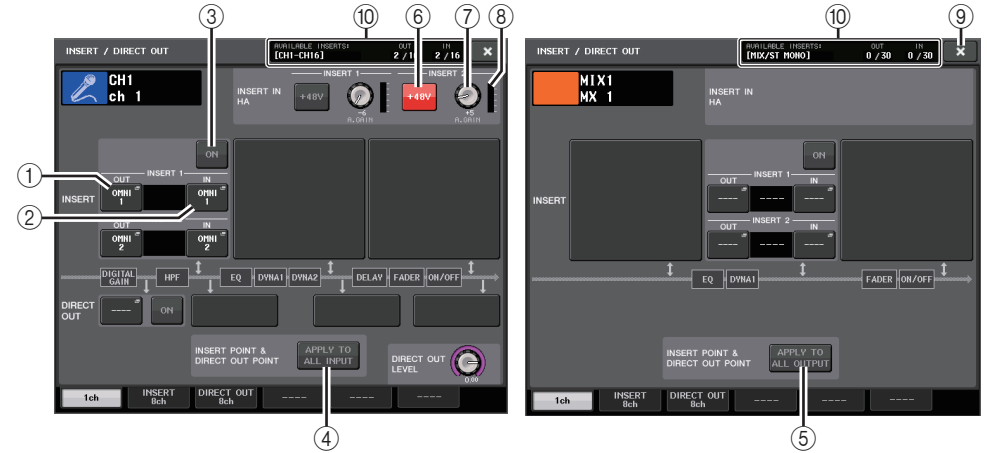 ③ ⑩ ⑥ ⑦ ⑧ ⑩ ⑨
INSERT / DIRECT OUT
AVAILABLE INSERTS: OUT IN
[CH1-CH16] 2 /16 2 /16
×
CH1
ch 1
INSERT IN
HA
INSERT 1
INSERT 2
+48V
-6
A.GAIN
+48V
+5
A.GAIN
ON
①
②
INSERT
INSERT 1
OUT IN
OMNI
1
OMNI
1
OUT IN
OMNI
2
OMNI
2
DIGITAL
GAIN
HPF EQ DYNA1 DYNA2 DELAY FADER ON/OFF
DIRECT
OUT
----
ON
INSERT POINT &
DIRECT OUT POINT
APPLY TO
ALL INPUT
DIRECT OUT
LEVEL
0.00
1ch
INSERT
8ch
DIRECT OUT
8ch
---- ---- ----
④
INSERT / DIRECT OUT
AVAILABLE INSERTS: OUT IN
[MIX/ST MONO] 0 /30 0 /30
×
MIX1
MX 1
INSERT IN
HA
ON
INSERT
INSERT 1
OUT IN
---- ---- ----
INSERT 2
OUT IN
---- ---- ----
EQ DYNA1 FADER ON/OFF
INSERT POINT &
DIRECT OUT POINT
APPLY TO
ALL OUTPUT
1ch
INSERT
8ch
DIRECT OUT
8ch
---- ---- ----
⑤